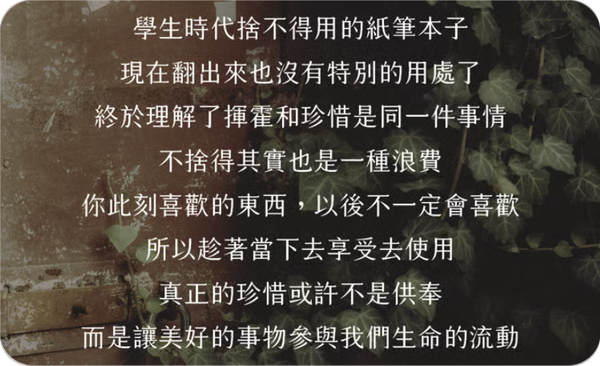 學生時代捨不得用的紙筆本子
現在翻出來也沒有特別的用處了
終於理解了揮霍和珍惜是同一件事情
不捨得其實也是一種浪費
你此刻喜歡的東西，以後不一定會喜歡
所以趁著當下去享受去使用
真正的珍惜或許不是供奉
而是讓美好的事物參與我們生命的流動